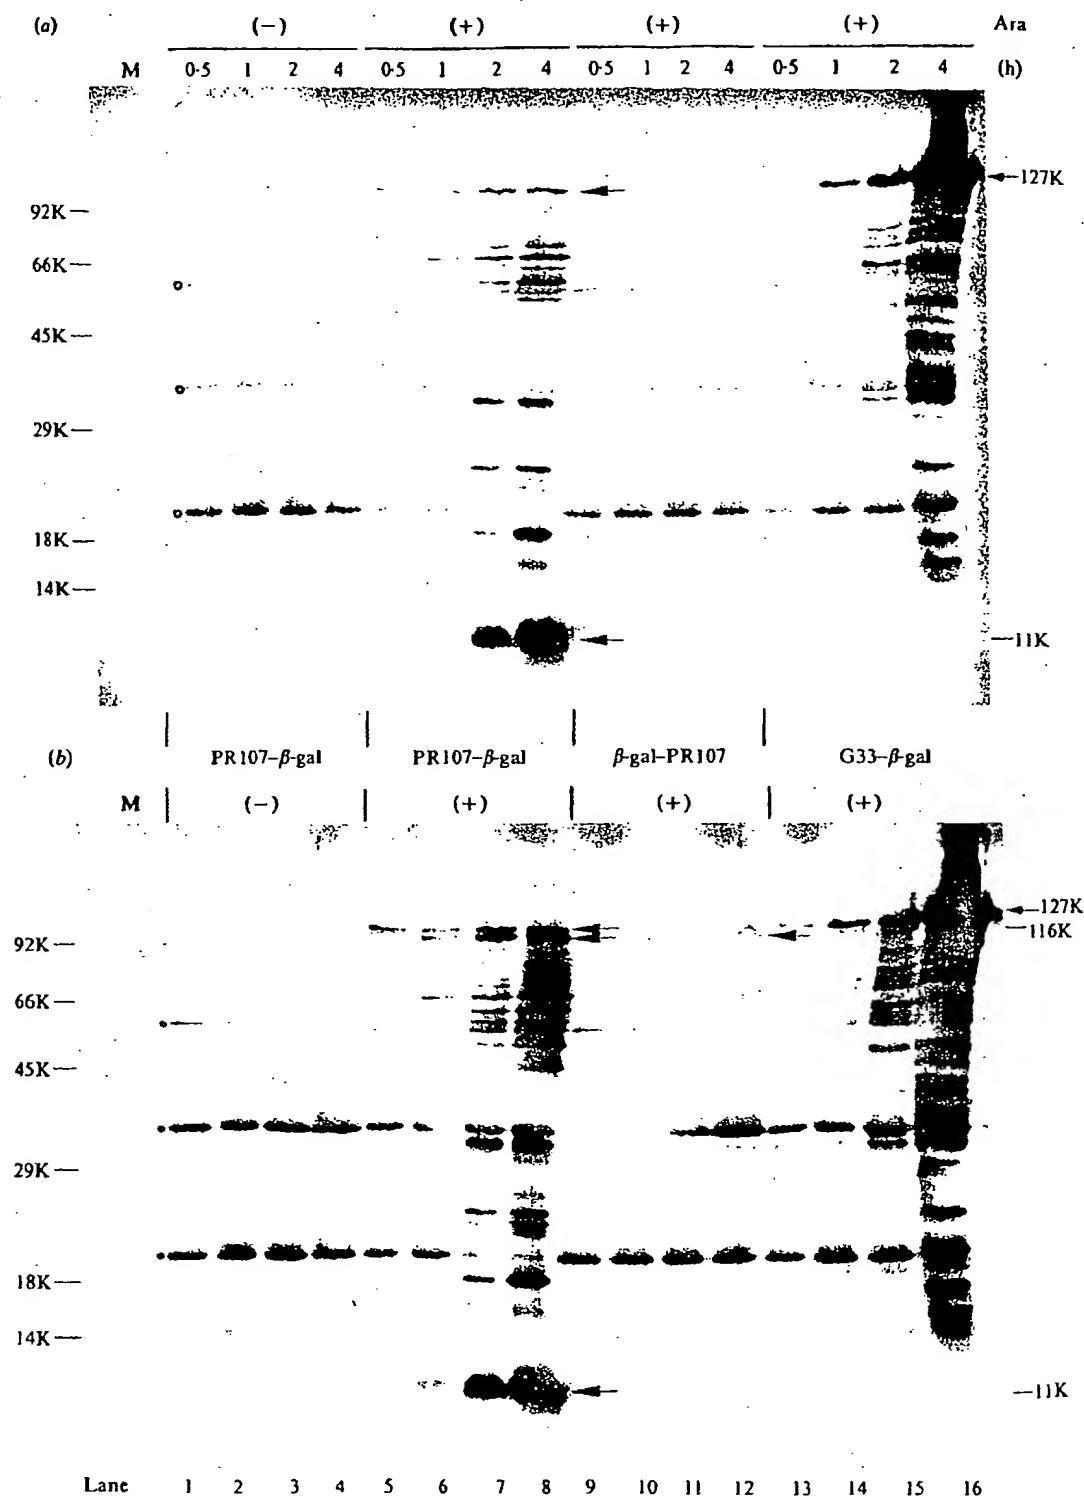 (a) (−) (+) (+) (+) Ara
M 0·5 1 2 4 0·5 1 2 4 0·5 1 2 4 0·5 1 2 4 (h)
127K
92K
66K
45K
29K
18K
14K
11K
(b) PR107–β-gal PR107–β-gal β-gal–PR107 G33–β-gal
M (−) (+) (+) (+)
127K
116K
92K
66K
45K
29K
18K
14K
11K
Lane 1 2 3 4 5 6 7 8 9 10 11 12 13 14 15 16